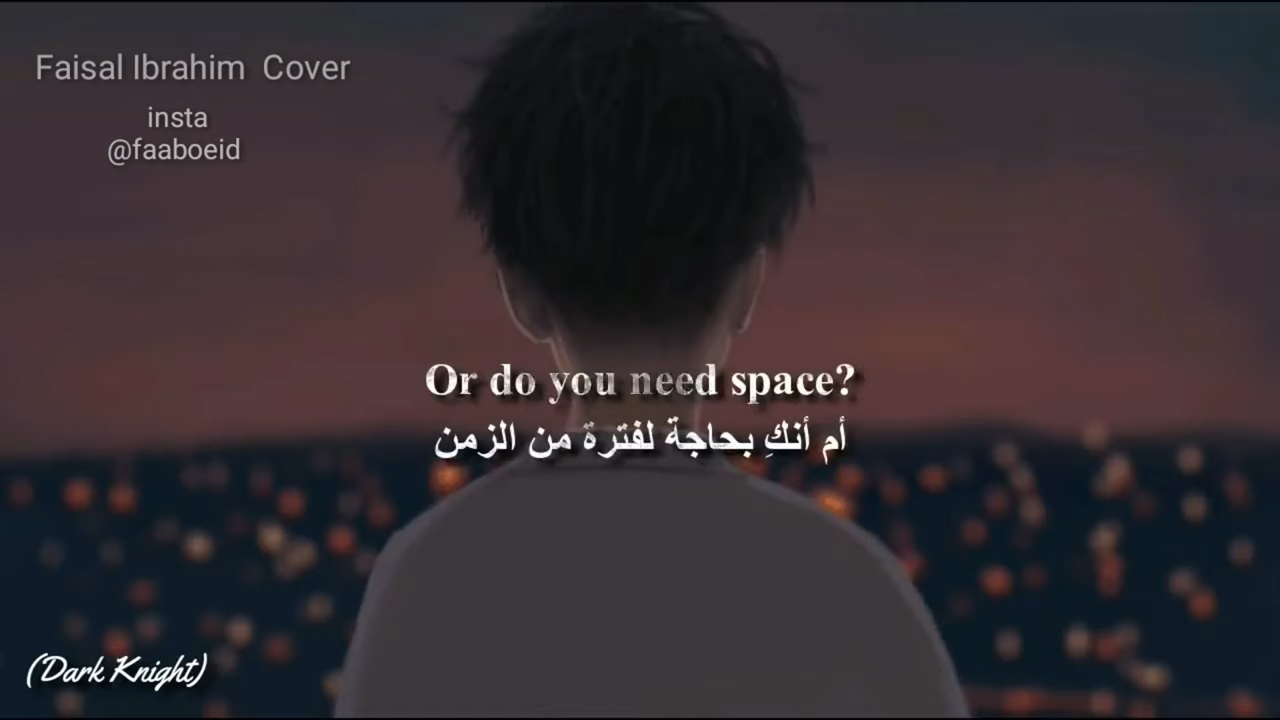 Faisal Ibrahim Cover
insta
@faaboeid
Or do you need space?
أم أنكِ بحاجة لفترة من الزمن
(Dark Knight)